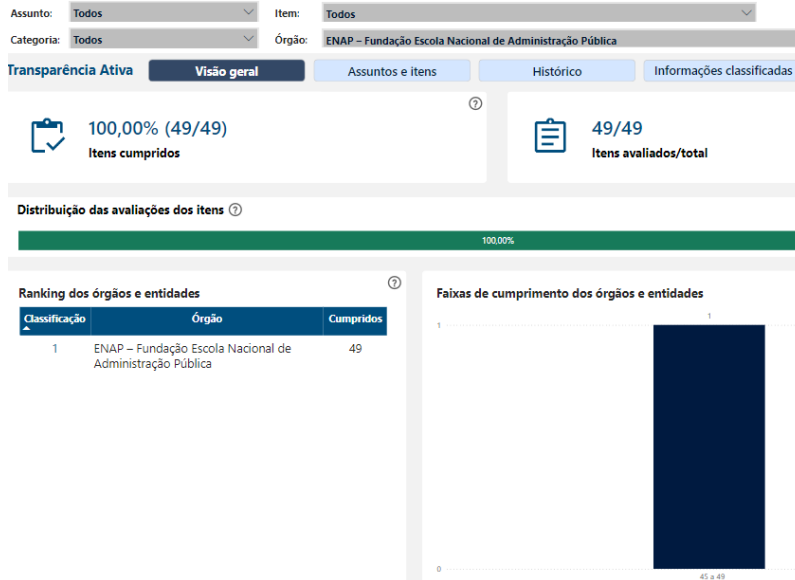 Assunto: Todos Item: Todos
Categoria: Todos Órgão: ENAP – Fundação Escola Nacional de Administração Pública
Transparência Ativa Visão geral Assuntos e itens Histórico Informações classificadas
100,00% (49/49)
Itens cumpridos
49/49
Itens avaliados/total
Distribuição das avaliações dos itens
100,00%
Ranking dos órgãos e entidades
Classificação Órgão Cumpridos
1 ENAP – Fundação Escola Nacional de 49
Administração Pública
Faixas de cumprimento dos órgãos e entidades
1
1
0
45 a 49